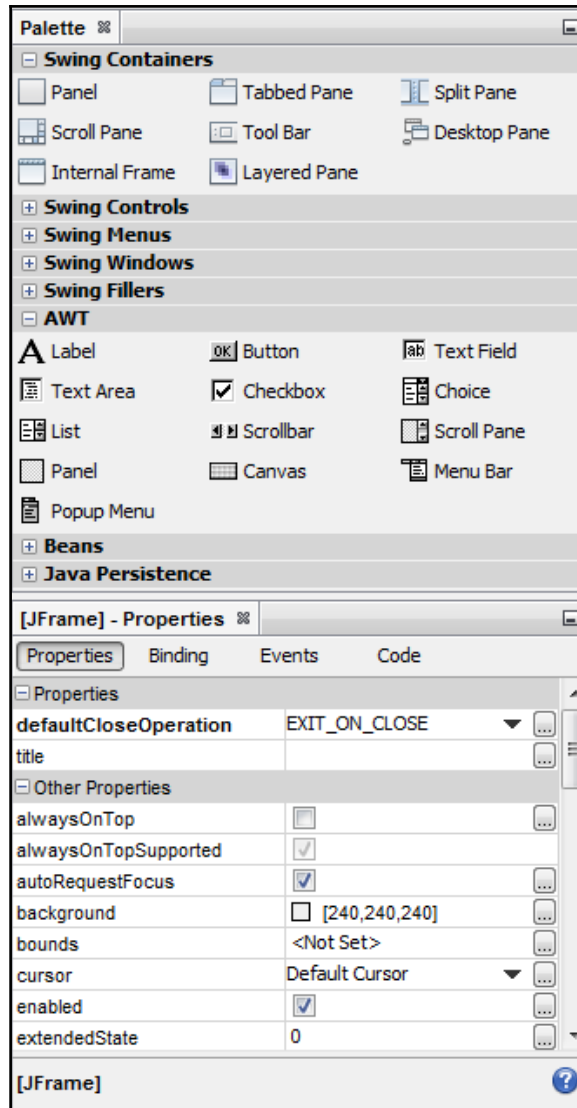 Palette
Swing Containers
Panel Tabbed Pane Split Pane
Scroll Pane Tool Bar Desktop Pane
Internal Frame Layered Pane
Swing Controls
Swing Menus
Swing Windows
Swing Fillers
AWT
A Label OK Button ab Text Field
Text Area Checkbox Choice
List Scrollbar Scroll Pane
Panel Canvas Menu Bar
Popup Menu
Beans
Java Persistence
[JFrame] - Properties
Properties Binding Events Code
Properties
defaultCloseOperation EXIT_ON_CLOSE ...
title ...
Other Properties
alwaysOnTop ...
alwaysOnTopSupported
autoRequestFocus ...
background [240,240,240] ...
bounds <Not Set> ...
cursor Default Cursor ...
enabled ...
extendedState 0 ...
[JFrame] ?